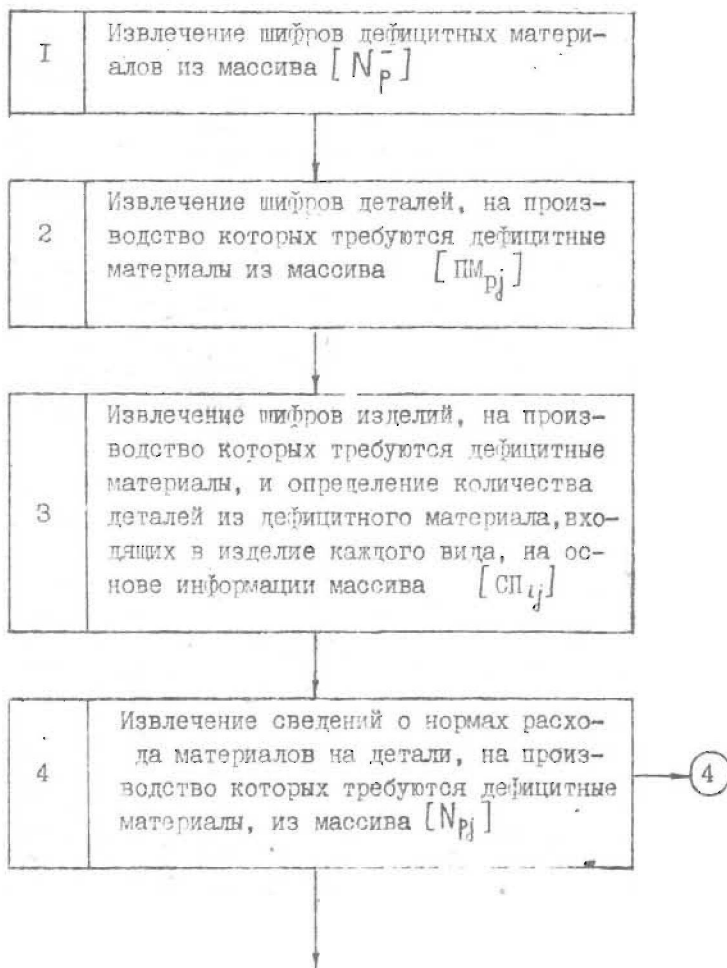 I
Извлечение шифров дефицитных матери-
алов из массива [N̄p]
2
Извлечение шифров деталей, на произ-
водство которых требуются дефицитные
материалы из массива [ПМpj]
3
Извлечение шифров изделий, на произ-
водство которых требуются дефицитные
материалы, и определение количества
деталей из дефицитного материала,вхо-
дящих в изделие каждого вида, на ос-
нове информации массива [СПij]
4
Извлечение сведений о нормах расхо-
да материалов на детали, на произ-
водство которых требуются дефицитные
материалы, из массива [Npj]
4